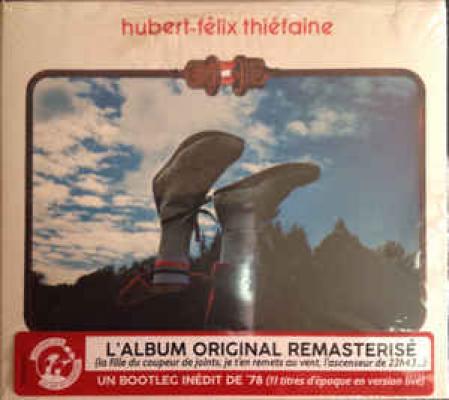 hubert-félix thiéfaine
L'ALBUM ORIGINAL REMASTERISÉ
(la fille du coupeur de joints, je t'en remets au vent, l'ascenseur de 22H43...)
UN BOOTLEG INÉDIT DE '78 (11 titres d'époque en version live)